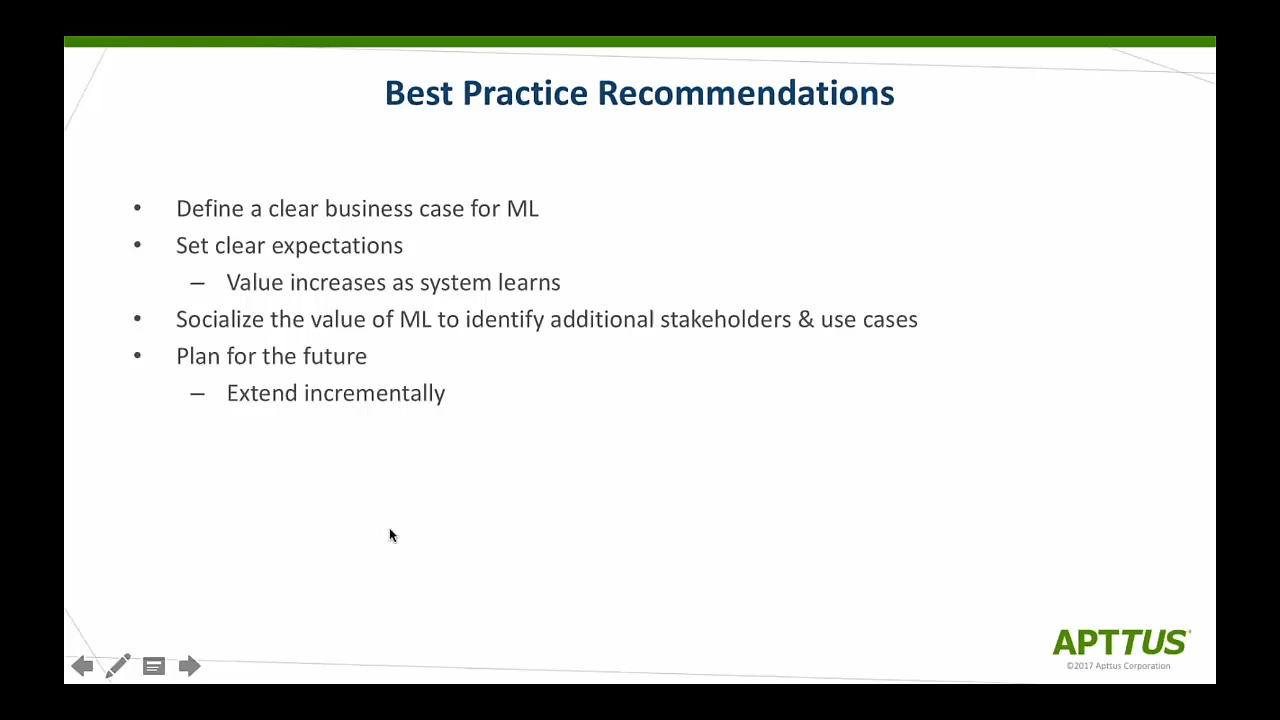 Best Practice Recommendations
• Define a clear business case for ML
• Set clear expectations
– Value increases as system learns
• Socialize the value of ML to identify additional stakeholders & use cases
• Plan for the future
– Extend incrementally
APTTUS
©2017 Apttus Corporation